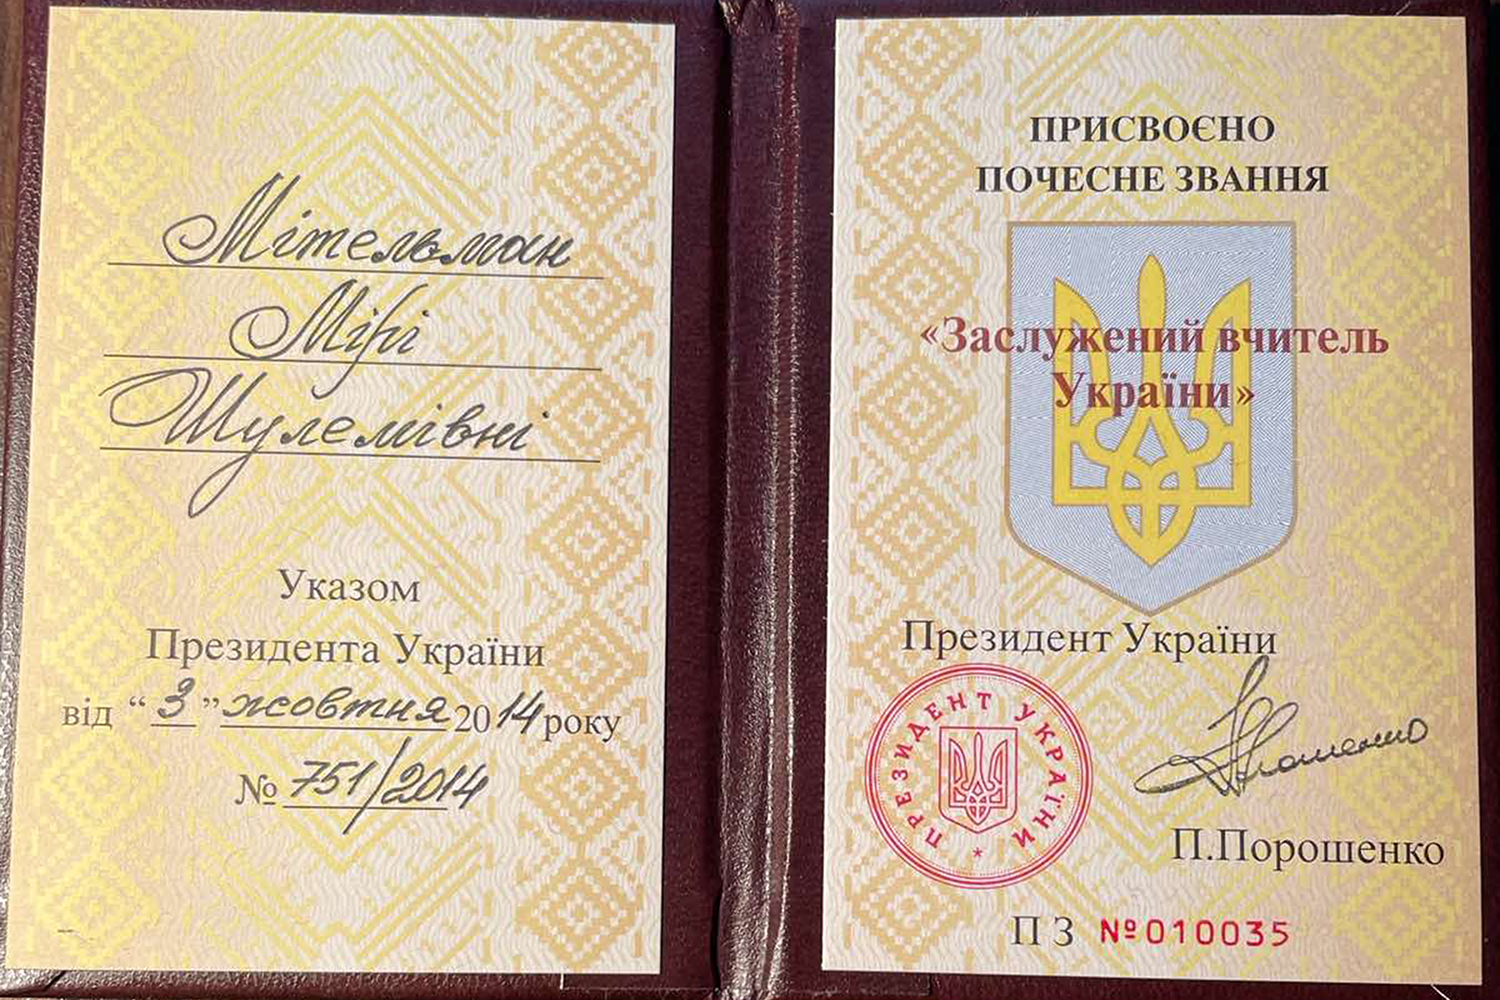 Мітельман
Мірі
Шулемівні
Указом
Президента України
від “3” жовтня 2014 року
№ 751/2014
ПРИСВОЄНО
ПОЧЕСНЕ ЗВАННЯ
«Заслужений вчитель
України»
Президент України
ПРЕЗИДЕНТ УКРАЇНИ
П.Порошенко
П З №010035